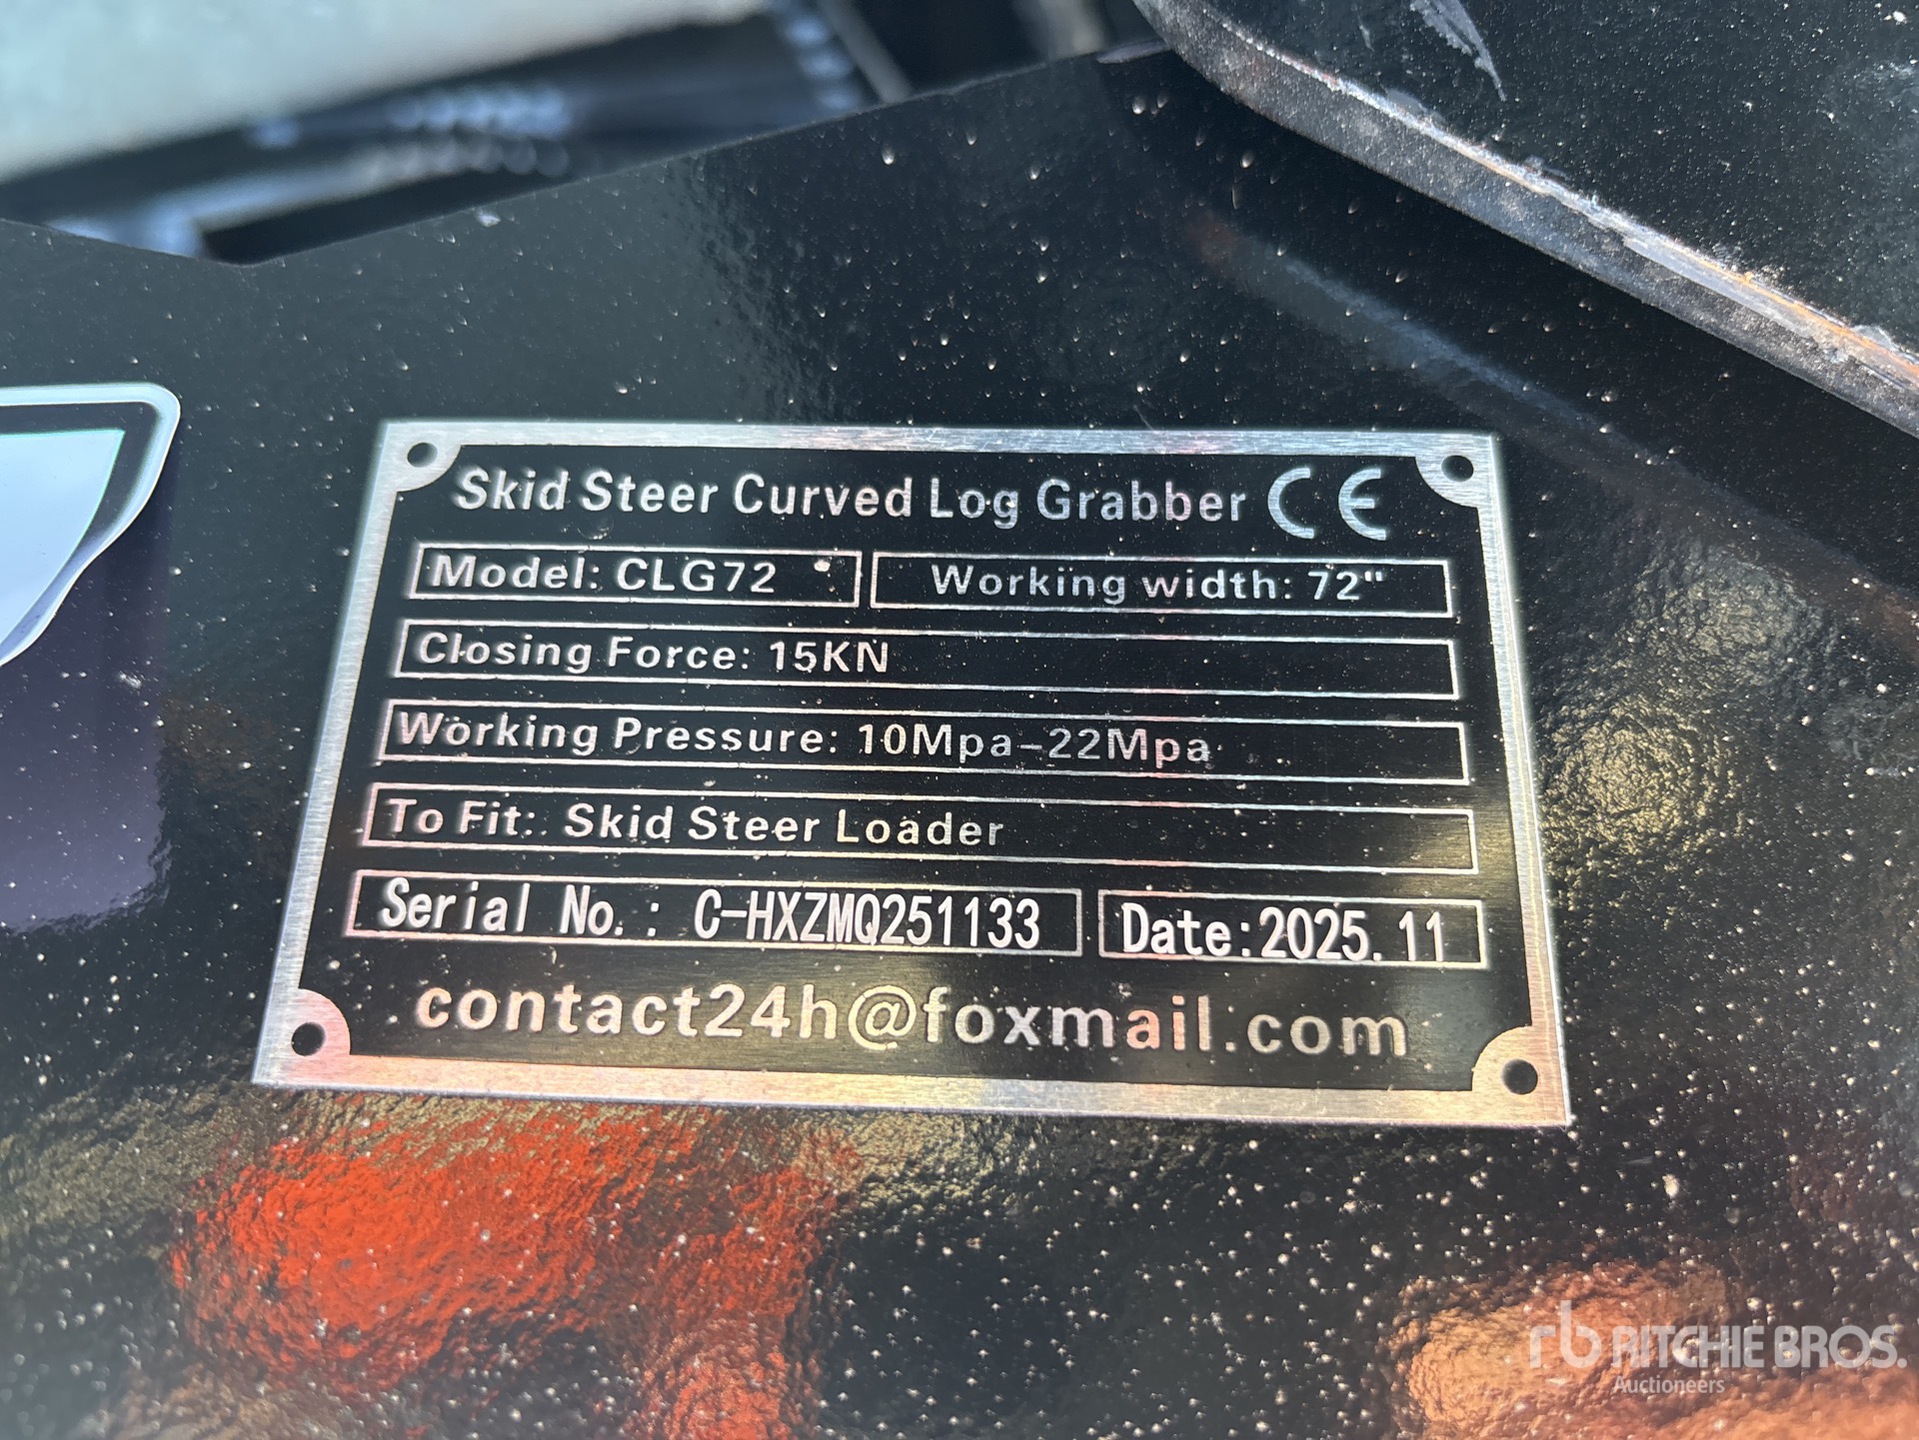 Skid Steer Curved Log Grabber CE
Model: CLG72
Working width: 72"
Closing Force: 15KN
Working Pressure: 10Mpa-22Mpa
To Fit: Skid Steer Loader
Serial No.: C-HXZMQ251133
Date:2025.11
contact24h@foxmail.com
rb RITCHIE BROS.
Auctioneers